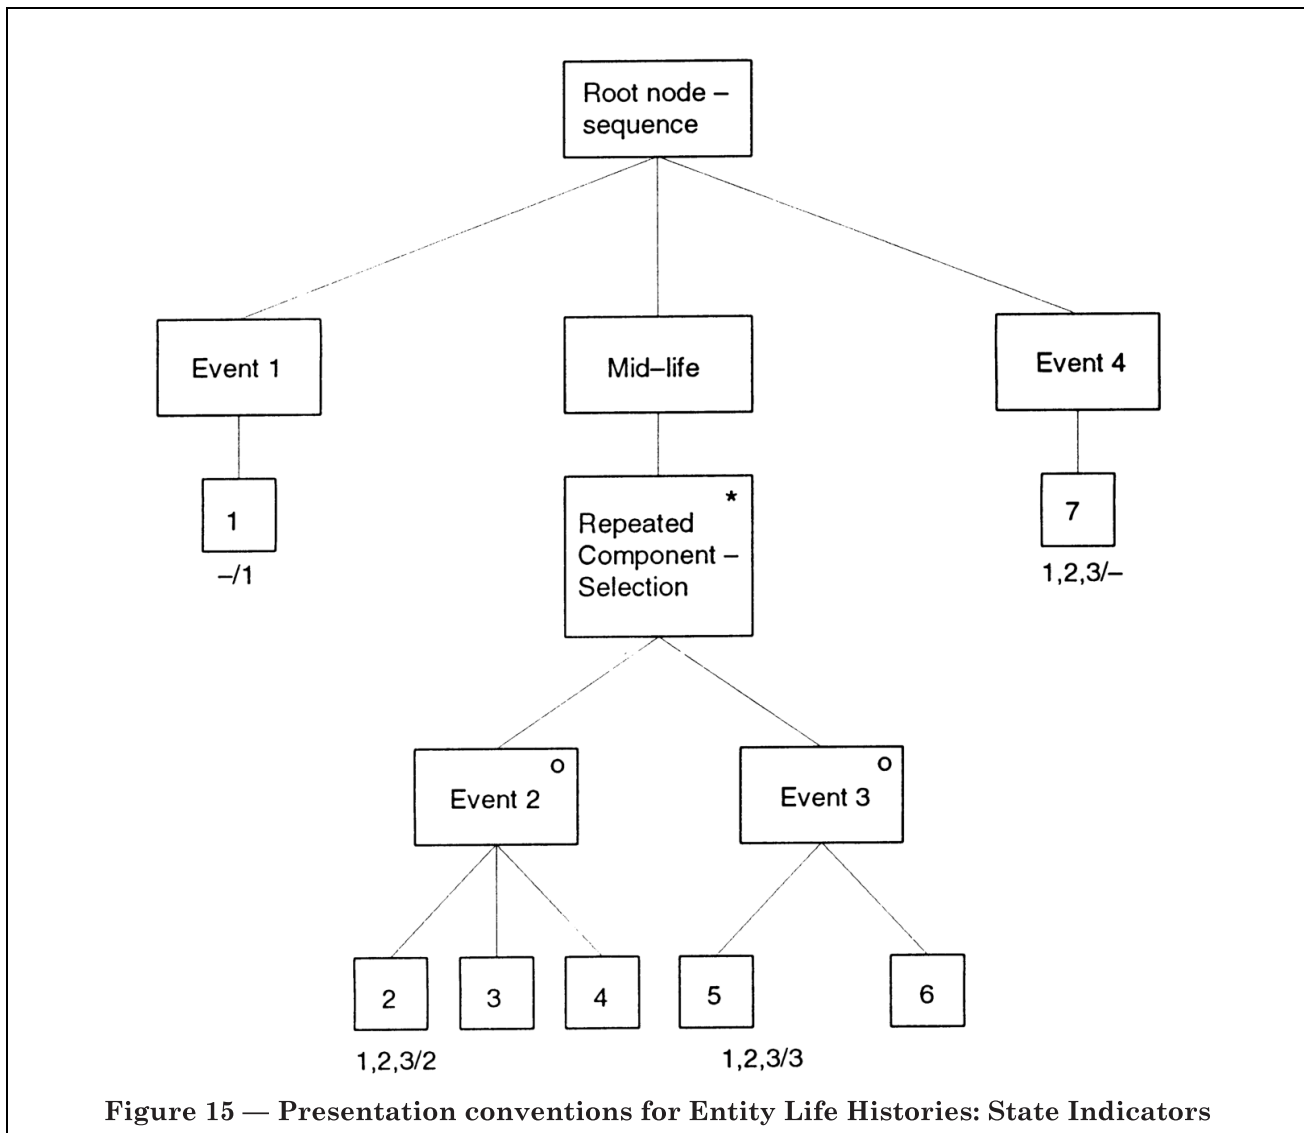 Root node –
sequence
Event 1
Mid–life
Event 4
1
–/1
*
Repeated
Component –
Selection
7
1,2,3/–
o
Event 2
o
Event 3
2
3
4
5
6
1,2,3/2
1,2,3/3
Figure 15 — Presentation conventions for Entity Life Histories: State Indicators